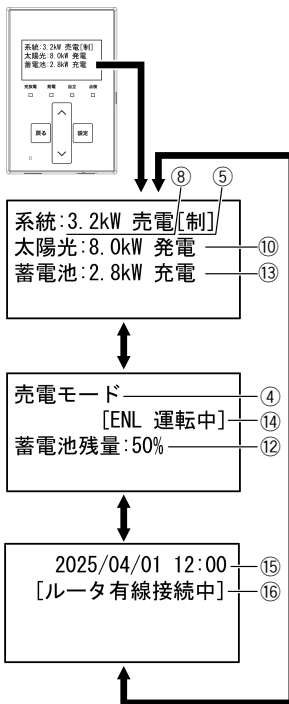 系統:3.2kW 売電[制]
太陽光:8.0kW 発電
蓄電池:2.8kW 充電
充放電 発電 自立 点検
戻る
設定
⑧ ⑤
系統:3.2kW 売電[制]
太陽光:8.0kW 発電 ⑩
蓄電池:2.8kW 充電 ⑬
売電モード ④
[ENL 運転中] ⑭
蓄電池残量:50% ⑫
2025/04/01 12:00 ⑮
[ルータ有線接続中] ⑯